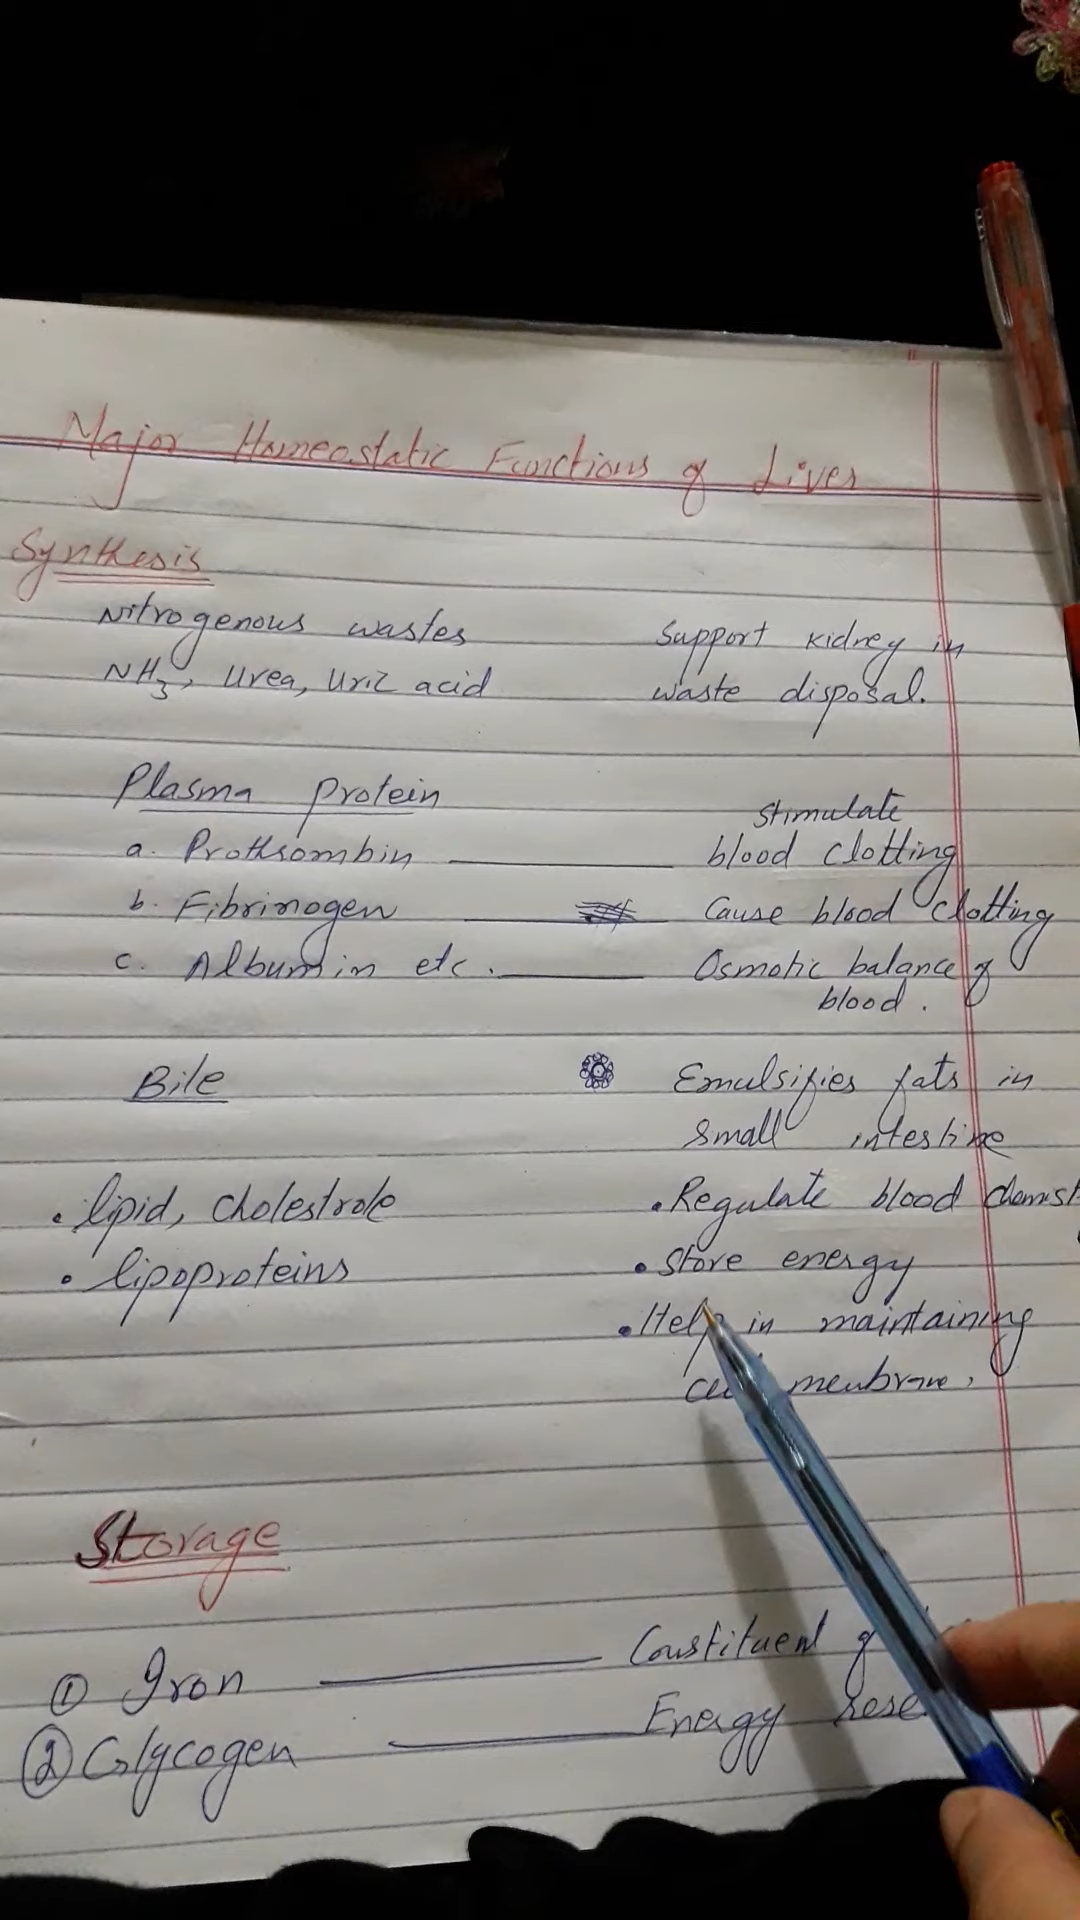 Major Homeostatic Functions of Liver
Synthesis
Nitrogenous wastes
Support kidney in
NH3, Urea, Uric acid
waste disposal.
Plasma protein
Stimulate
a. Prothrombin
blood clotting
b. Fibrinogen
Cause blood clotting
c. Albumin etc.
Osmotic balance of
blood.
Bile
Emulsifies fats in
small intestine
• lipid, cholestrole
• Regulate blood
• lipoproteins
• Store energy
• Help in maintaining
membrane,
Storage
① Iron
Constituent of
② Glycogen
Energy